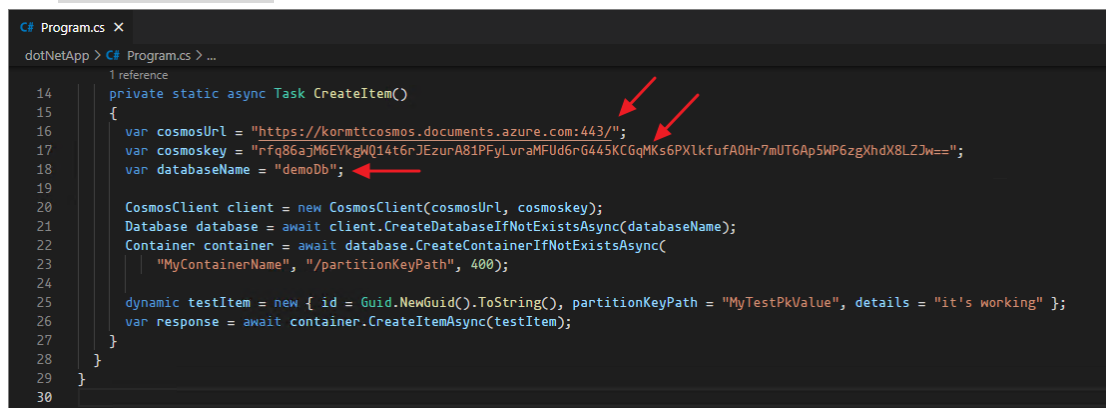 C# Program.cs ×
dotNetApp > C# Program.cs > ...
1 reference
14 private static async Task CreateItem()
15 {
16 var cosmosUrl = "https://kormttcosmos.documents.azure.com:443/";
17 var cosmoskey = "rfq86ajM6EYkgWQ14t6rJEzurA81PFyLvraMFUd6rG445KCGqMKs6PXlkfufAOHr7mUT6Ap5WP6zgXhdX8LZJw==";
18 var databaseName = "demoDb";
19
20 CosmosClient client = new CosmosClient(cosmosUrl, cosmoskey);
21 Database database = await client.CreateDatabaseIfNotExistsAsync(databaseName);
22 Container container = await database.CreateContainerIfNotExistsAsync(
23 "MyContainerName", "/partitionKeyPath", 400);
24
25 dynamic testItem = new { id = Guid.NewGuid().ToString(), partitionKeyPath = "MyTestPkValue", details = "it's working" };
26 var response = await container.CreateItemAsync(testItem);
27 }
28 }
29 }
30